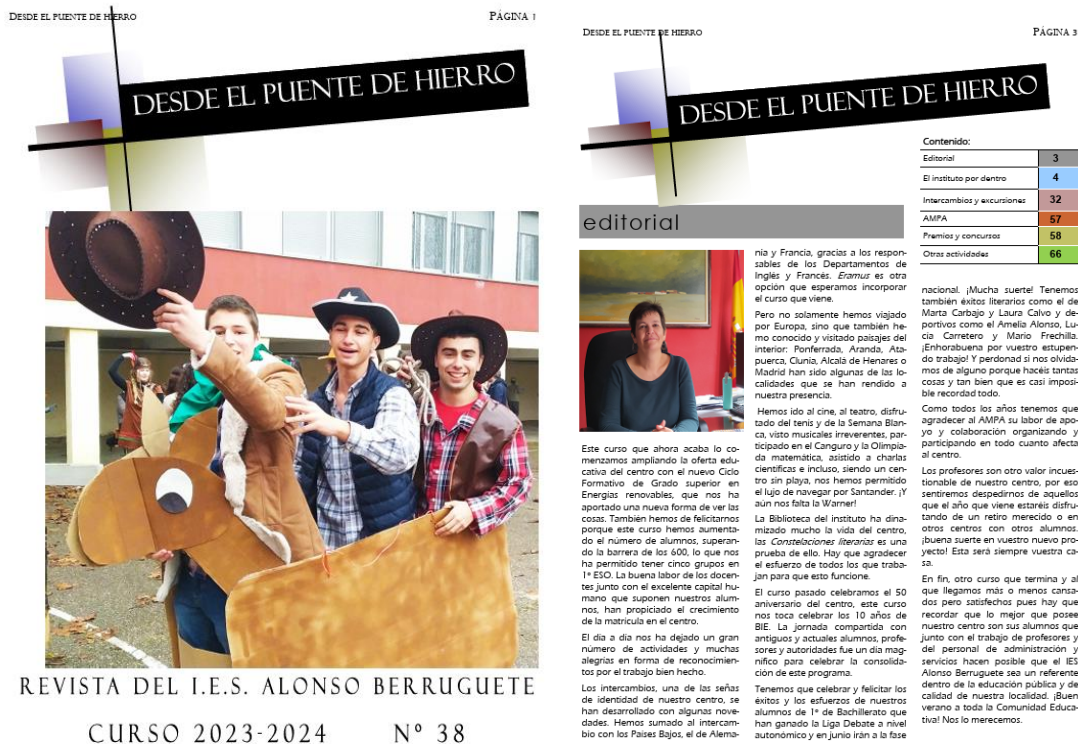 DESDE EL PUENTE DE HIERRO
PÁGINA 1
DESDE EL PUENTE DE HIERRO
REVISTA DEL I.E.S. ALONSO BERRUGUETE
CURSO 2023-2024 Nº 38
DESDE EL PUENTE DE HIERRO
PÁGINA 3
DESDE EL PUENTE DE HIERRO
Contenido:
Editorial 3
El instituto por dentro 4
Intercambios y excursiones 32
AMPA 57
Premios y concursos 58
Otras actividades 66
editorial
Este curso que ahora acaba lo co-
menzamos ampliando la oferta edu-
cativa del centro con el nuevo Ciclo
Formativo de Grado superior en
Energías renovables, que nos ha
aportado una nueva forma de ver las
cosas. También hemos de felicitarnos
porque este curso hemos aumenta-
do el número de alumnos, superan-
do la barrera de los 600, lo que nos
ha permitido tener cinco grupos en
1º ESO. La buena labor de los docen-
tes junto con el excelente capital hu-
mano que suponen nuestros alum-
nos, han propiciado el crecimiento
de la matrícula en el centro.
El día a día nos ha dejado un gran
número de actividades y muchas
alegrías en forma de reconocimien-
tos por el trabajo bien hecho.
Los intercambios, una de las señas
de identidad de nuestro centro, se
han desarrollado con algunas nove-
dades. Hemos sumado al intercam-
bio con los Países Bajos, el de Alema-
nia y Francia, gracias a los respon-
sables de los Departamentos de
Inglés y Francés. Eramus es otra
opción que esperamos incorporar
el curso que viene.
Pero no solamente hemos viajado
por Europa, sino que también he-
mo conocido y visitado paisajes del
interior: Ponferrada, Aranda, Ata-
puerca, Clunia, Alcalá de Henares o
Madrid han sido algunas de las lo-
calidades que se han rendido a
nuestra presencia.
Hemos ido al cine, al teatro, disfru-
tado del tenis y de la Semana Blan-
ca, visto musicales irreverentes, par-
ticipado en el Canguro y la Olimpia-
da matemática, asistido a charlas
científicas e incluso, siendo un cen-
tro sin playa, nos hemos permitido
el lujo de navegar por Santander. ¡Y
aún nos falta la Warner!
La Biblioteca del instituto ha dina-
mizado mucho la vida del centro,
las Constelaciones literarias es una
prueba de ello. Hay que agradecer
el esfuerzo de todos los que traba-
jan para que esto funcione.
El curso pasado celebramos el 50
aniversario del centro, este curso
nos toca celebrar los 10 años de
BIE. La jornada compartida con
antiguos y actuales alumnos, profe-
sores y autoridades fue un día mag-
nífico para celebrar la consolida-
ción de este programa.
Tenemos que celebrar y felicitar los
éxitos y los esfuerzos de nuestros
alumnos de 1º de Bachillerato que
han ganado la Liga Debate a nivel
autonómico y en junio irán a la fase
nacional. ¡Mucha suerte! Tenemos
también éxitos literarios como el de
Marta Carbajo y Laura Calvo y de-
portivos como el Amelia Alonso, Lu-
cia Carretero y Mario Frechilla.
¡Enhorabuena por vuestro estupen-
do trabajo! Y perdonad si nos olvida-
mos de alguno porque hacéis tantas
cosas y tan bien que es casi imposi-
ble recordad todo.
Como todos los años tenemos que
agradecer al AMPA su labor de apo-
yo y colaboración organizando y
participando en todo cuanto afecta
al centro.
Los profesores son otro valor incues-
tionable de nuestro centro, por eso
sentiremos despedirnos de aquellos
que el año que viene estaréis disfru-
tando de un retiro merecido o en
otros centros con otros alumnos.
¡buena suerte en vuestro nuevo pro-
yecto! Esta será siempre vuestra ca-
sa.
En fin, otro curso que termina y al
que llegamos más o menos cansa-
dos pero satisfechos pues hay que
recordar que lo mejor que posee
nuestro centro son sus alumnos que
junto con el trabajo de profesores y
del personal de administración y
servicios hacen posible que el IES
Alonso Berruguete sea un referente
dentro de la educación pública y de
calidad de nuestra localidad. ¡Buen
verano a toda la Comunidad Educa-
tiva! Nos lo merecemos.